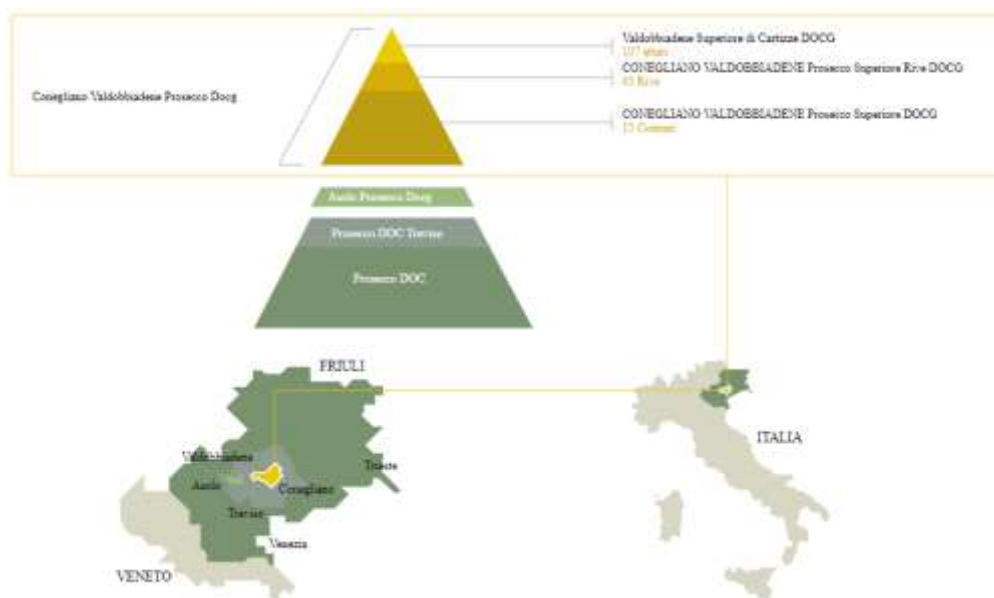 Valdobbiadene Superiore di Cartizze DOCG
107 ettari
CONEGLIANO VALDOBBIADENE Prosecco Superiore Rive DOCG
43 Rive
Conegliano Valdobbiadene Prosecco Docg
CONEGLIANO VALDOBBIADENE Prosecco Superiore DOCG
15 Comuni
Asolo Prosecco Docg
Prosecco DOC Treviso
Prosecco DOC
FRIULI
ITALIA
Valdobbiadene
Trieste
Asolo
Conegliano
Treviso
Venezia
VENETO